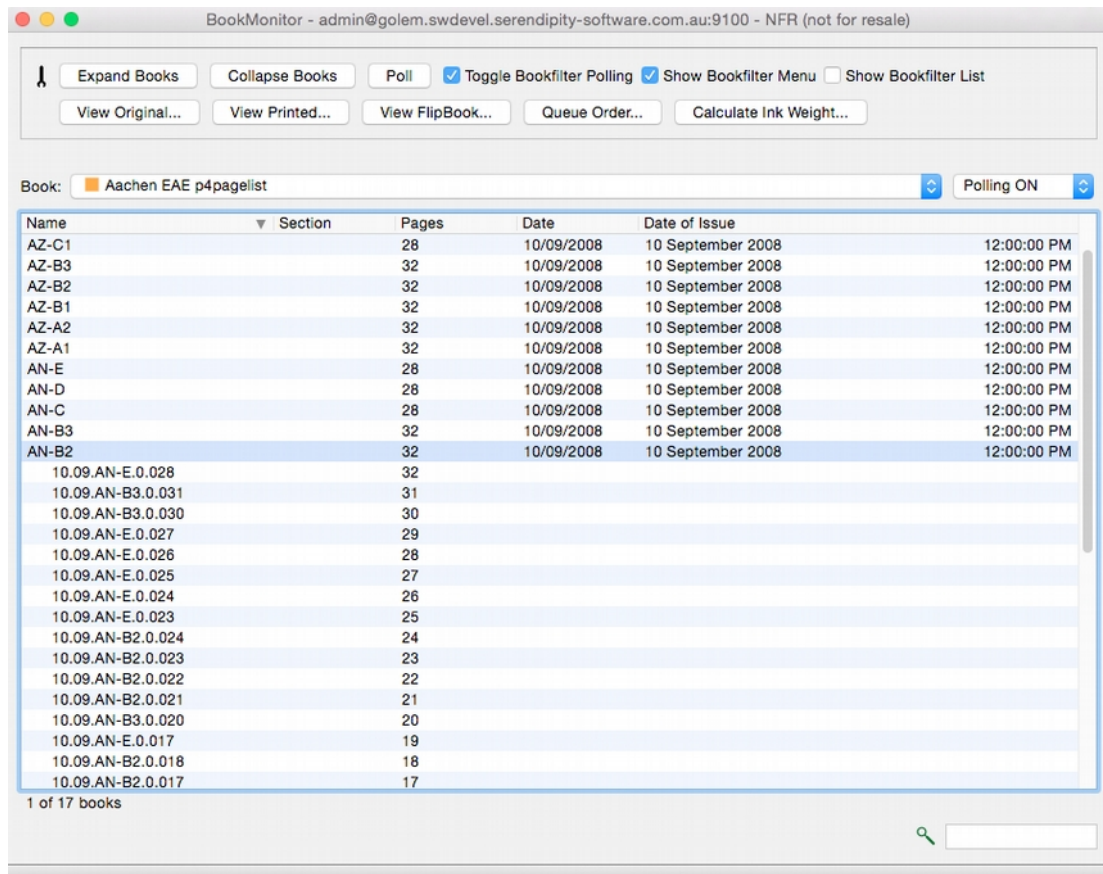 BookMonitor - admin@golem.swdevel.serendipity-software.com.au:9100 - NFR (not for resale)
Expand Books Collapse Books Poll Toggle Bookfilter Polling Show Bookfilter Menu Show Bookfilter List
View Original... View Printed... View FlipBook... Queue Order... Calculate Ink Weight...
Book: Aachen EAE p4pagelist Polling ON
Name Section Pages Date Date of Issue
AZ-C1 28 10/09/2008 10 September 2008 12:00:00 PM
AZ-B3 32 10/09/2008 10 September 2008 12:00:00 PM
AZ-B2 32 10/09/2008 10 September 2008 12:00:00 PM
AZ-B1 32 10/09/2008 10 September 2008 12:00:00 PM
AZ-A2 32 10/09/2008 10 September 2008 12:00:00 PM
AZ-A1 32 10/09/2008 10 September 2008 12:00:00 PM
AN-E 28 10/09/2008 10 September 2008 12:00:00 PM
AN-D 28 10/09/2008 10 September 2008 12:00:00 PM
AN-C 28 10/09/2008 10 September 2008 12:00:00 PM
AN-B3 32 10/09/2008 10 September 2008 12:00:00 PM
AN-B2 32 10/09/2008 10 September 2008 12:00:00 PM
10.09.AN-E.0.028 32
10.09.AN-B3.0.031 31
10.09.AN-B3.0.030 30
10.09.AN-E.0.027 29
10.09.AN-E.0.026 28
10.09.AN-E.0.025 27
10.09.AN-E.0.024 26
10.09.AN-E.0.023 25
10.09.AN-B2.0.024 24
10.09.AN-B2.0.023 23
10.09.AN-B2.0.022 22
10.09.AN-B2.0.021 21
10.09.AN-B3.0.020 20
10.09.AN-E.0.017 19
10.09.AN-B2.0.018 18
10.09.AN-B2.0.017 17
1 of 17 books